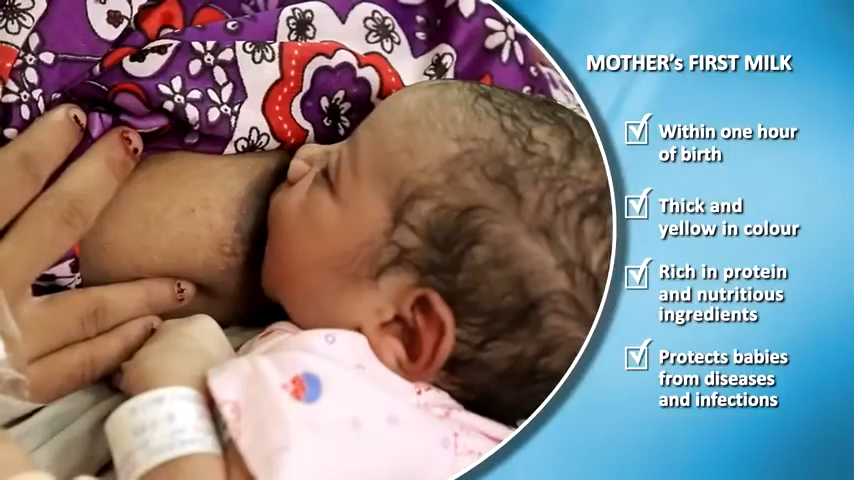 MOTHER's FIRST MILK
Within one hour
of birth
Thick and
yellow in colour
Rich in protein
and nutritious
ingredients
Protects babies
from diseases
and infections